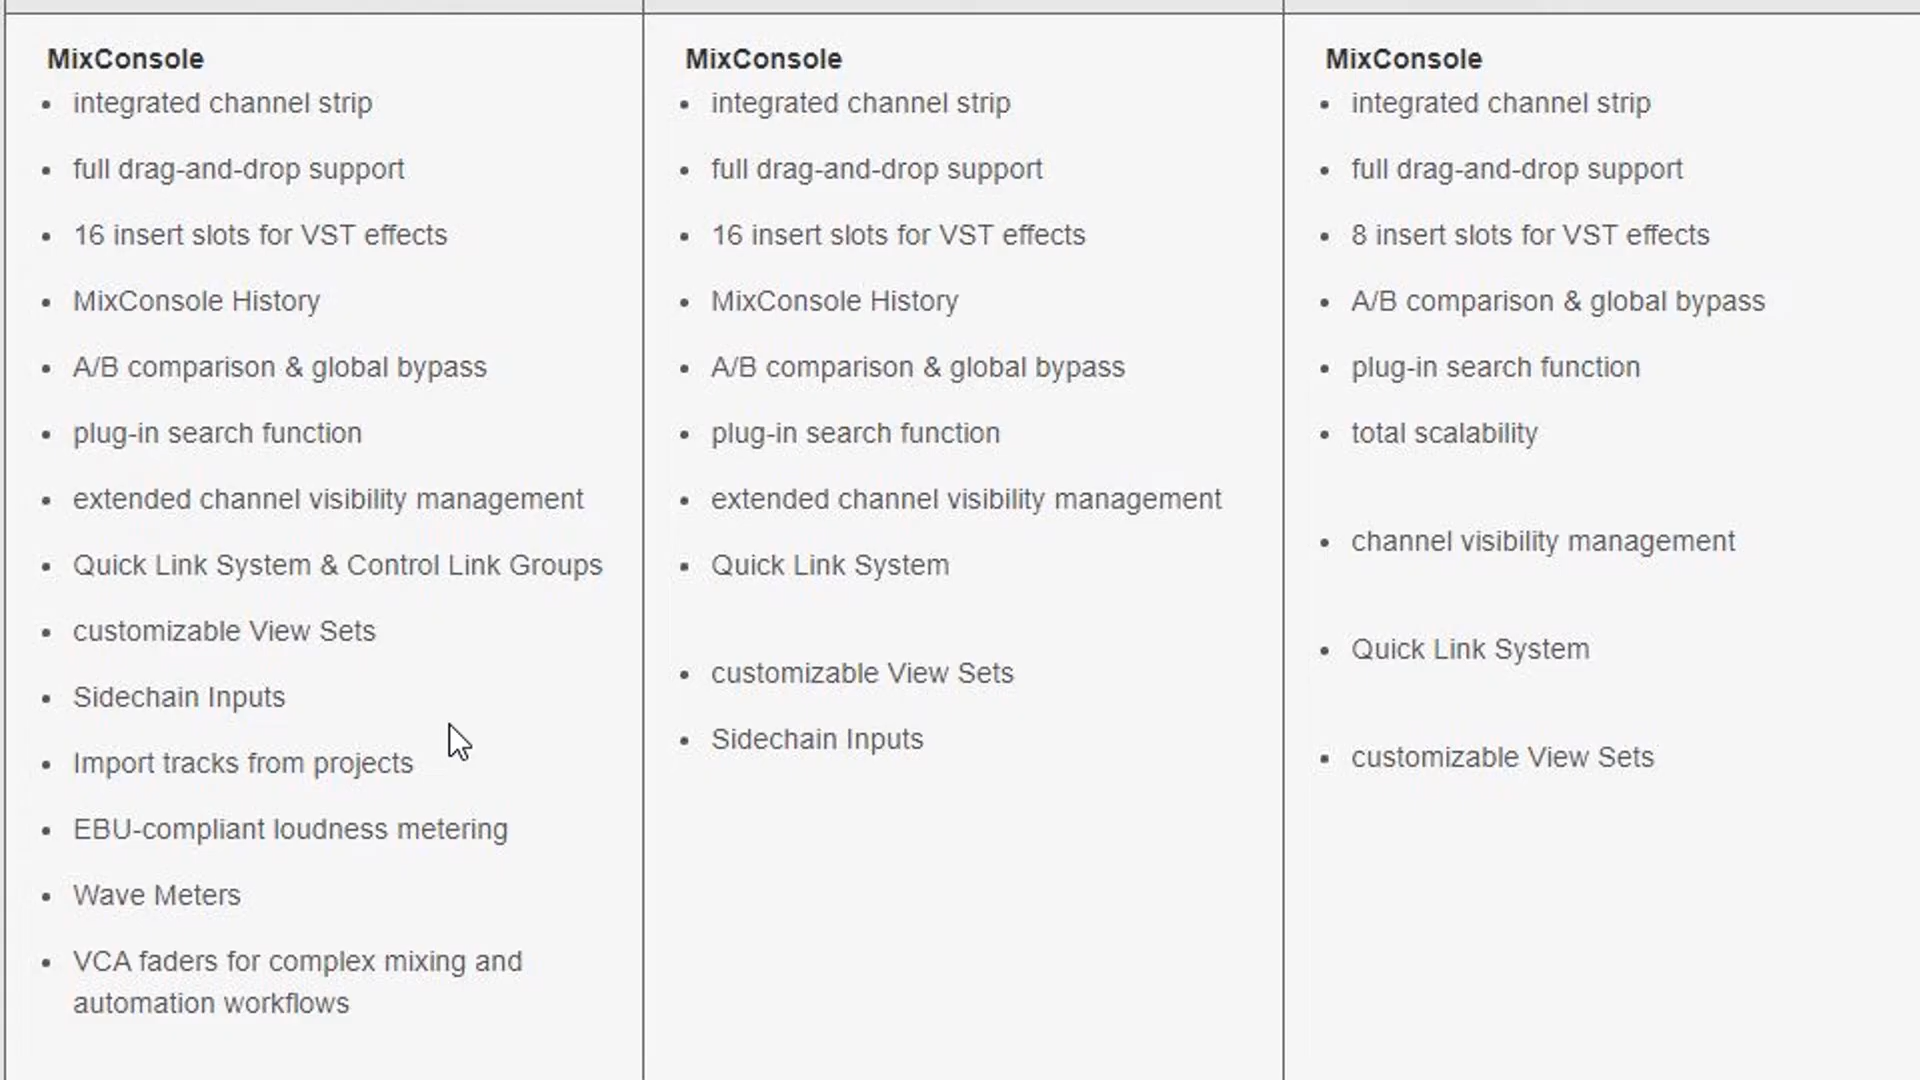 MixConsole
• integrated channel strip
• full drag-and-drop support
• 16 insert slots for VST effects
• MixConsole History
• A/B comparison & global bypass
• plug-in search function
• extended channel visibility management
• Quick Link System & Control Link Groups
• customizable View Sets
• Sidechain Inputs
• Import tracks from projects
• EBU-compliant loudness metering
• Wave Meters
• VCA faders for complex mixing and
automation workflows
MixConsole
• integrated channel strip
• full drag-and-drop support
• 16 insert slots for VST effects
• MixConsole History
• A/B comparison & global bypass
• plug-in search function
• extended channel visibility management
• Quick Link System
• customizable View Sets
• Sidechain Inputs
MixConsole
• integrated channel strip
• full drag-and-drop support
• 8 insert slots for VST effects
• A/B comparison & global bypass
• plug-in search function
• total scalability
• channel visibility management
• Quick Link System
• customizable View Sets